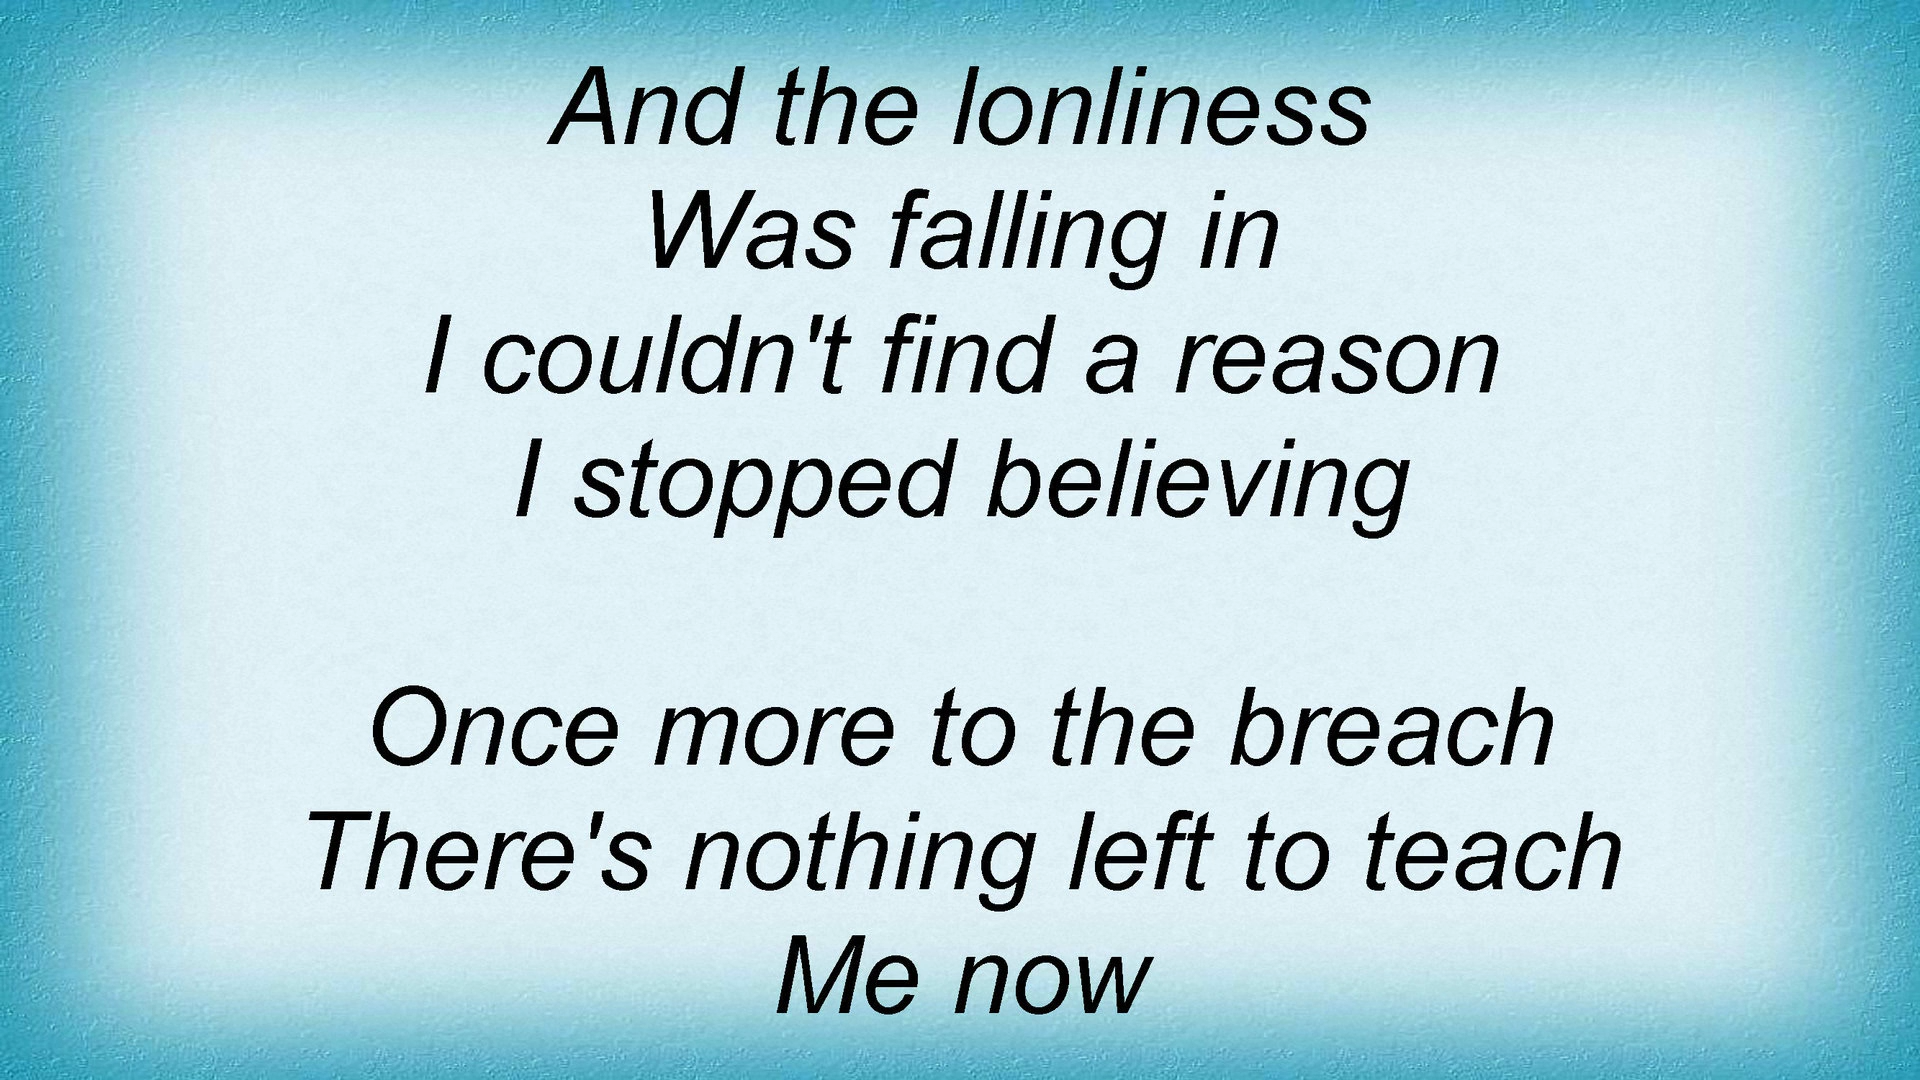 And the lonliness
Was falling in
I couldn't find a reason
I stopped believing
Once more to the breach
There's nothing left to teach
Me now